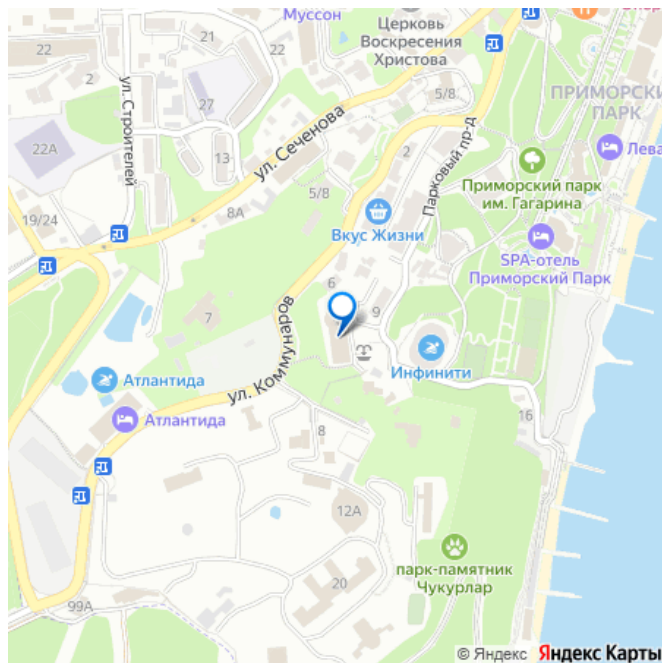 Муссон
Церковь
Воскресения
Христова
22
21
21
2
ул. Строителей
27
5/8
ПРИМОРСКИ
ПАРК
22А
13
ул. Сеченова
2
Парковый пр-д
Лева
Приморский парк
им. Гагарина
5/8
8А
19/24
Вкус Жизни
SPA-отель
Приморский Парк
6
9
7
ул. Коммунаров
Инфинити
Атлантида
Атлантида
16
8
12А
парк-памятник
Чукурлар
20
99А
© Яндекс Яндекс Карты